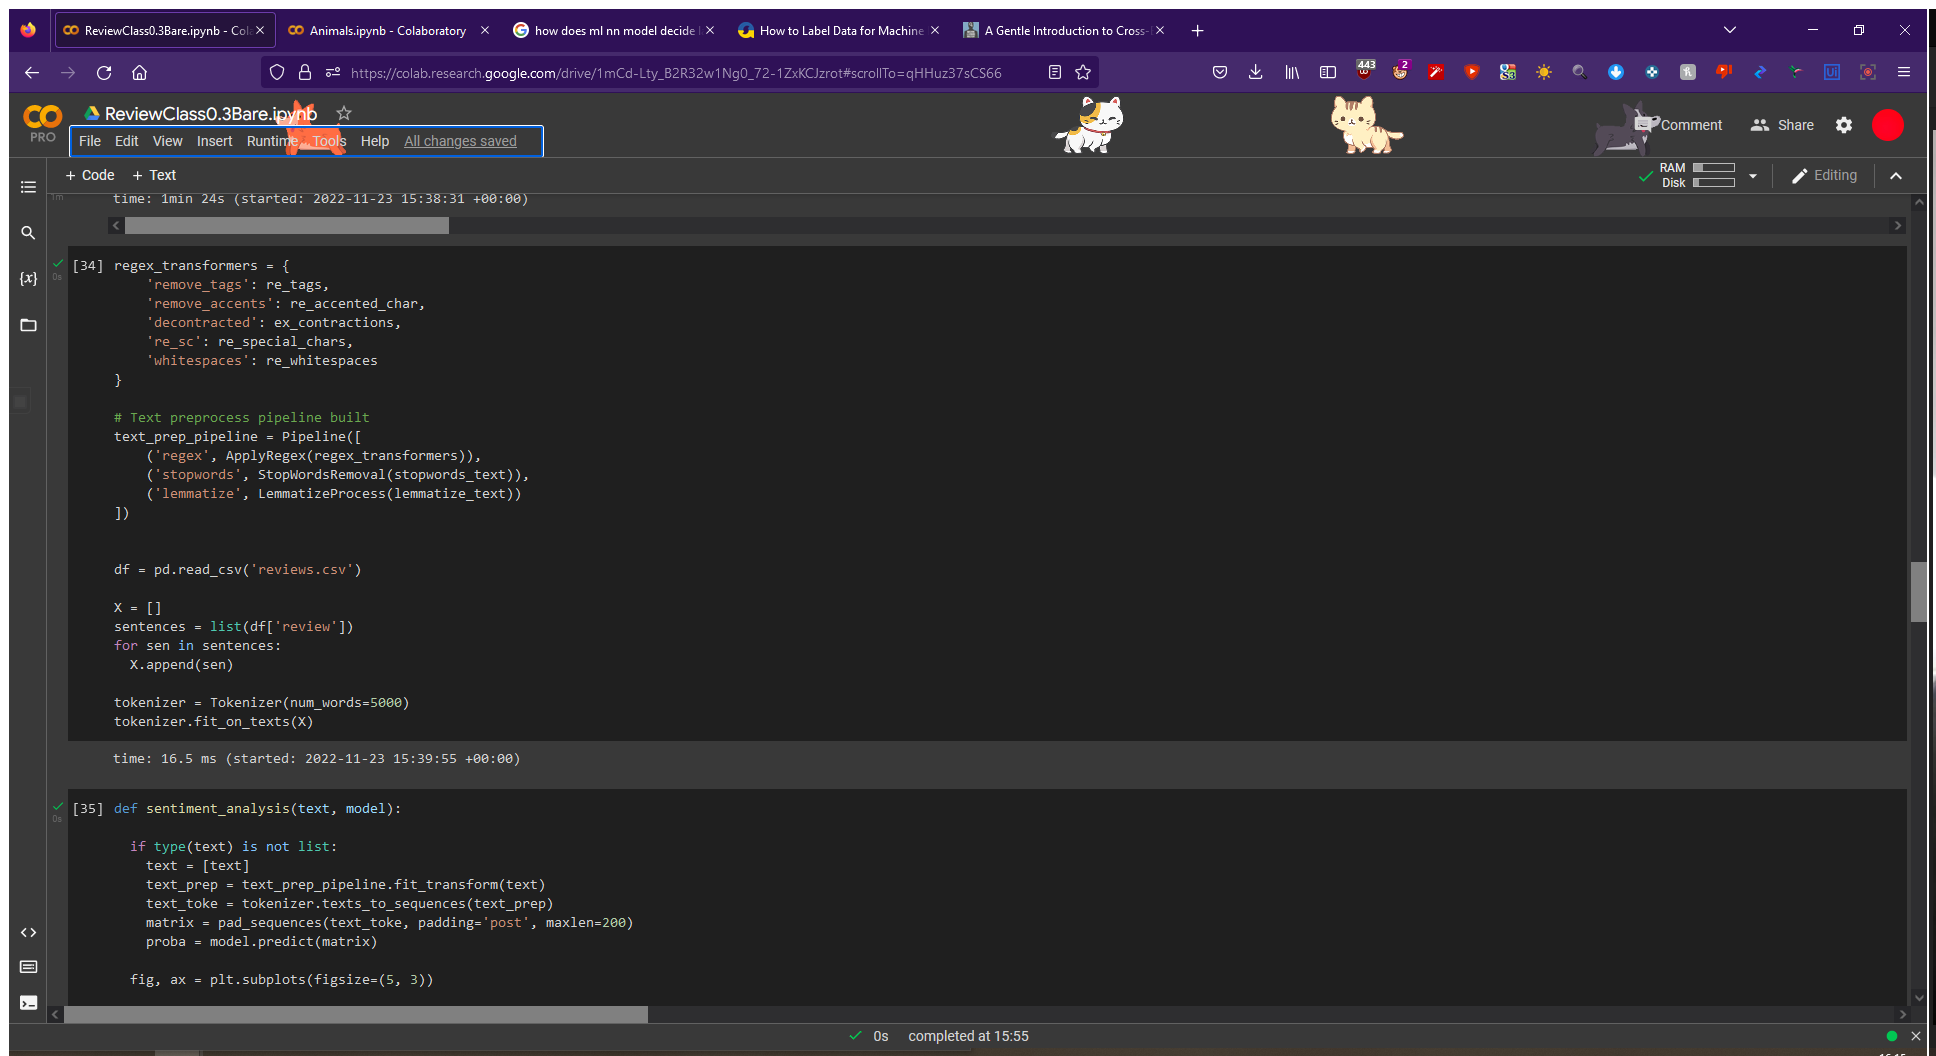 ReviewClass0.3Bare.ipynb - Cola
Animals.ipynb - Colaboratory
how does ml nn model decide l
How to Label Data for Machine
A Gentle Introduction to Cross-
https://colab.research.google.com/drive/1mCd-Lty_B2R32w1Ng0_72-1ZxKCJzrot#scrollTo=qHHuz37sCS66
443
2
PRO
ReviewClass0.3Bare.ipynb
File Edit View Insert Runtime Tools Help All changes saved
Comment
Share
+ Code + Text
RAM
Disk
Editing
1m
time: 1min 24s (started: 2022-11-23 15:38:31 +00:00)
0s
[34] regex_transformers = {
'remove_tags': re_tags,
'remove_accents': re_accented_char,
'decontracted': ex_contractions,
're_sc': re_special_chars,
'whitespaces': re_whitespaces
}
# Text preprocess pipeline built
text_prep_pipeline = Pipeline([
('regex', ApplyRegex(regex_transformers)),
('stopwords', StopWordsRemoval(stopwords_text)),
('lemmatize', LemmatizeProcess(lemmatize_text))
])
df = pd.read_csv('reviews.csv')
X = []
sentences = list(df['review'])
for sen in sentences:
X.append(sen)
tokenizer = Tokenizer(num_words=5000)
tokenizer.fit_on_texts(X)
time: 16.5 ms (started: 2022-11-23 15:39:55 +00:00)
0s
[35] def sentiment_analysis(text, model):
if type(text) is not list:
text = [text]
text_prep = text_prep_pipeline.fit_transform(text)
text_toke = tokenizer.texts_to_sequences(text_prep)
matrix = pad_sequences(text_toke, padding='post', maxlen=200)
proba = model.predict(matrix)
fig, ax = plt.subplots(figsize=(5, 3))
0s completed at 15:55